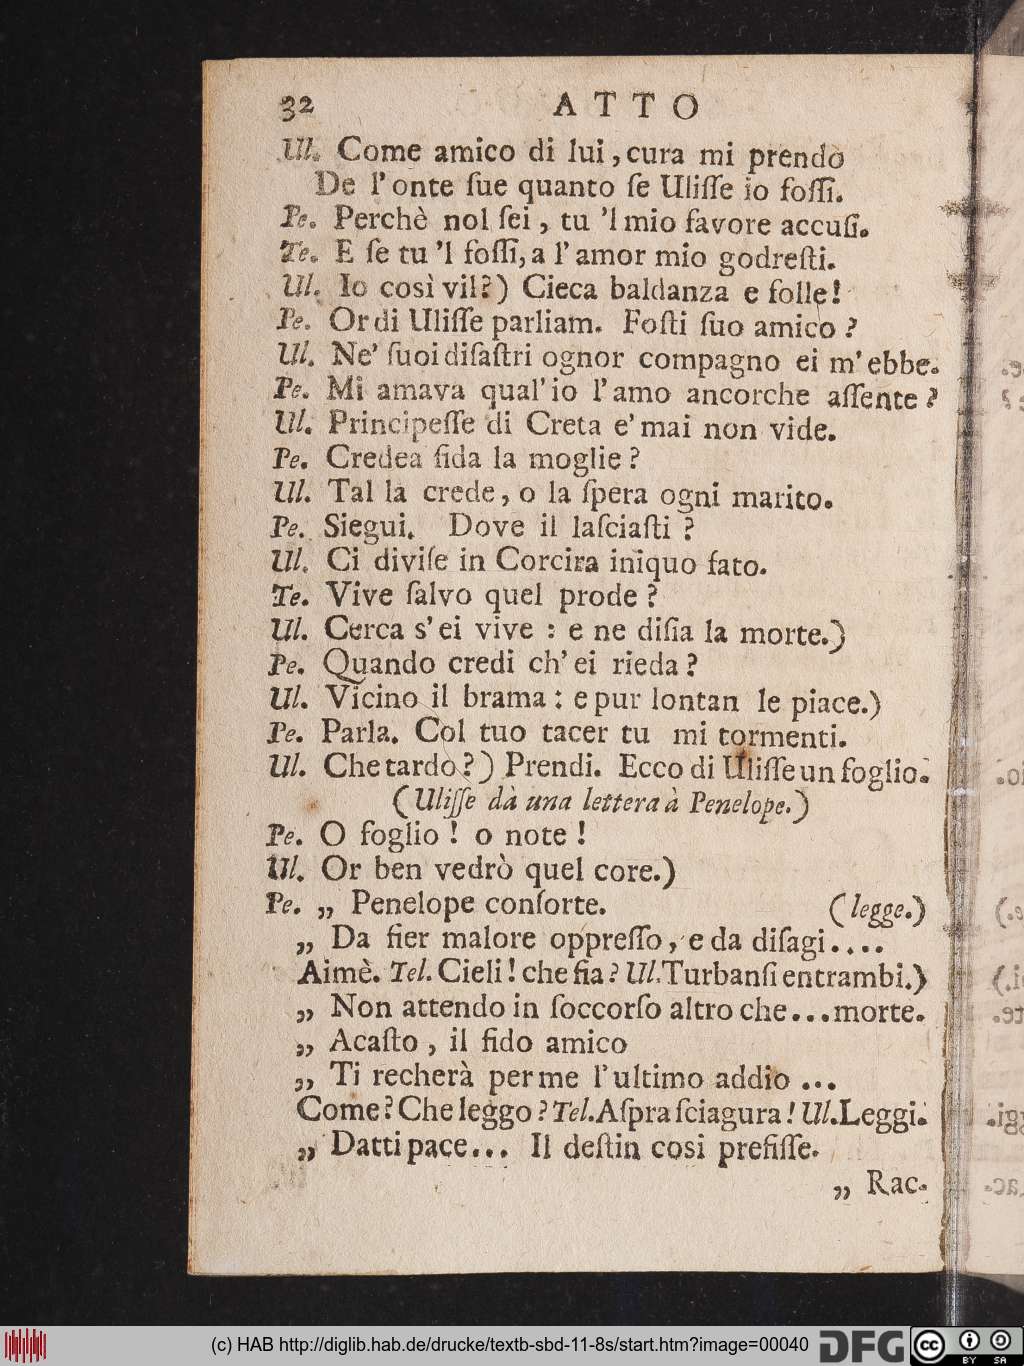 32 ATTO
Ul. Come amico di lui, cura mi prendo
De l'onte ſue quanto ſe Uliſſe io foſſi.
Pe. Perchè nol ſei, tu 'l mio favore accuſi.
Te. E ſe tu 'l foſſi, a l'amor mio godreſti.
Ul. Io così vil?) Cieca baldanza e folle!
Pe. Or di Uliſſe parliam. Foſti ſuo amico?
Ul. Ne' ſuoi diſaſtri ognor compagno ei m'ebbe.
Pe. Mi amava qual'io l'amo ancorche aſſente?
Ul. Principeſſe di Creta e' mai non vide.
Pe. Credea fida la moglie?
Ul. Tal la crede, o la ſpera ogni marito.
Pe. Siegui. Dove il laſciaſti?
Ul. Ci diviſe in Corcira iniquo fato.
Te. Vive ſalvo quel prode?
Ul. Cerca s'ei vive: e ne diſia la morte.)
Pe. Quando credi ch'ei rieda?
Ul. Vicino il brama: e pur lontan le piace.)
Pe. Parla. Col tuo tacer tu mi tormenti.
Ul. Che tardo?) Prendi. Ecco di Uliſſe un foglio.
(Uliſſe dà una lettera à Penelope.)
Pe. O foglio! o note!
Ul. Or ben vedrò quel core.)
Pe. „ Penelope conſorte. (legge.)
„ Da fier malore oppreſſo, e da diſagi....
Aimè. Tel. Cieli! che fia? Ul. Turbanſi entrambi.)
„ Non attendo in ſoccorſo altro che...morte.
„ Acaſto, il fido amico
„ Ti recherà per me l'ultimo addio ...
Come? Che leggo? Tel. Aſpra ſciagura! Ul. Leggi.
„ Datti pace... Il deſtin cosi prefiſſe.
„ Rac-
(c) HAB http://diglib.hab.de/drucke/textb-sbd-11-8s/start.htm?image=00040 DFG cc BY SA